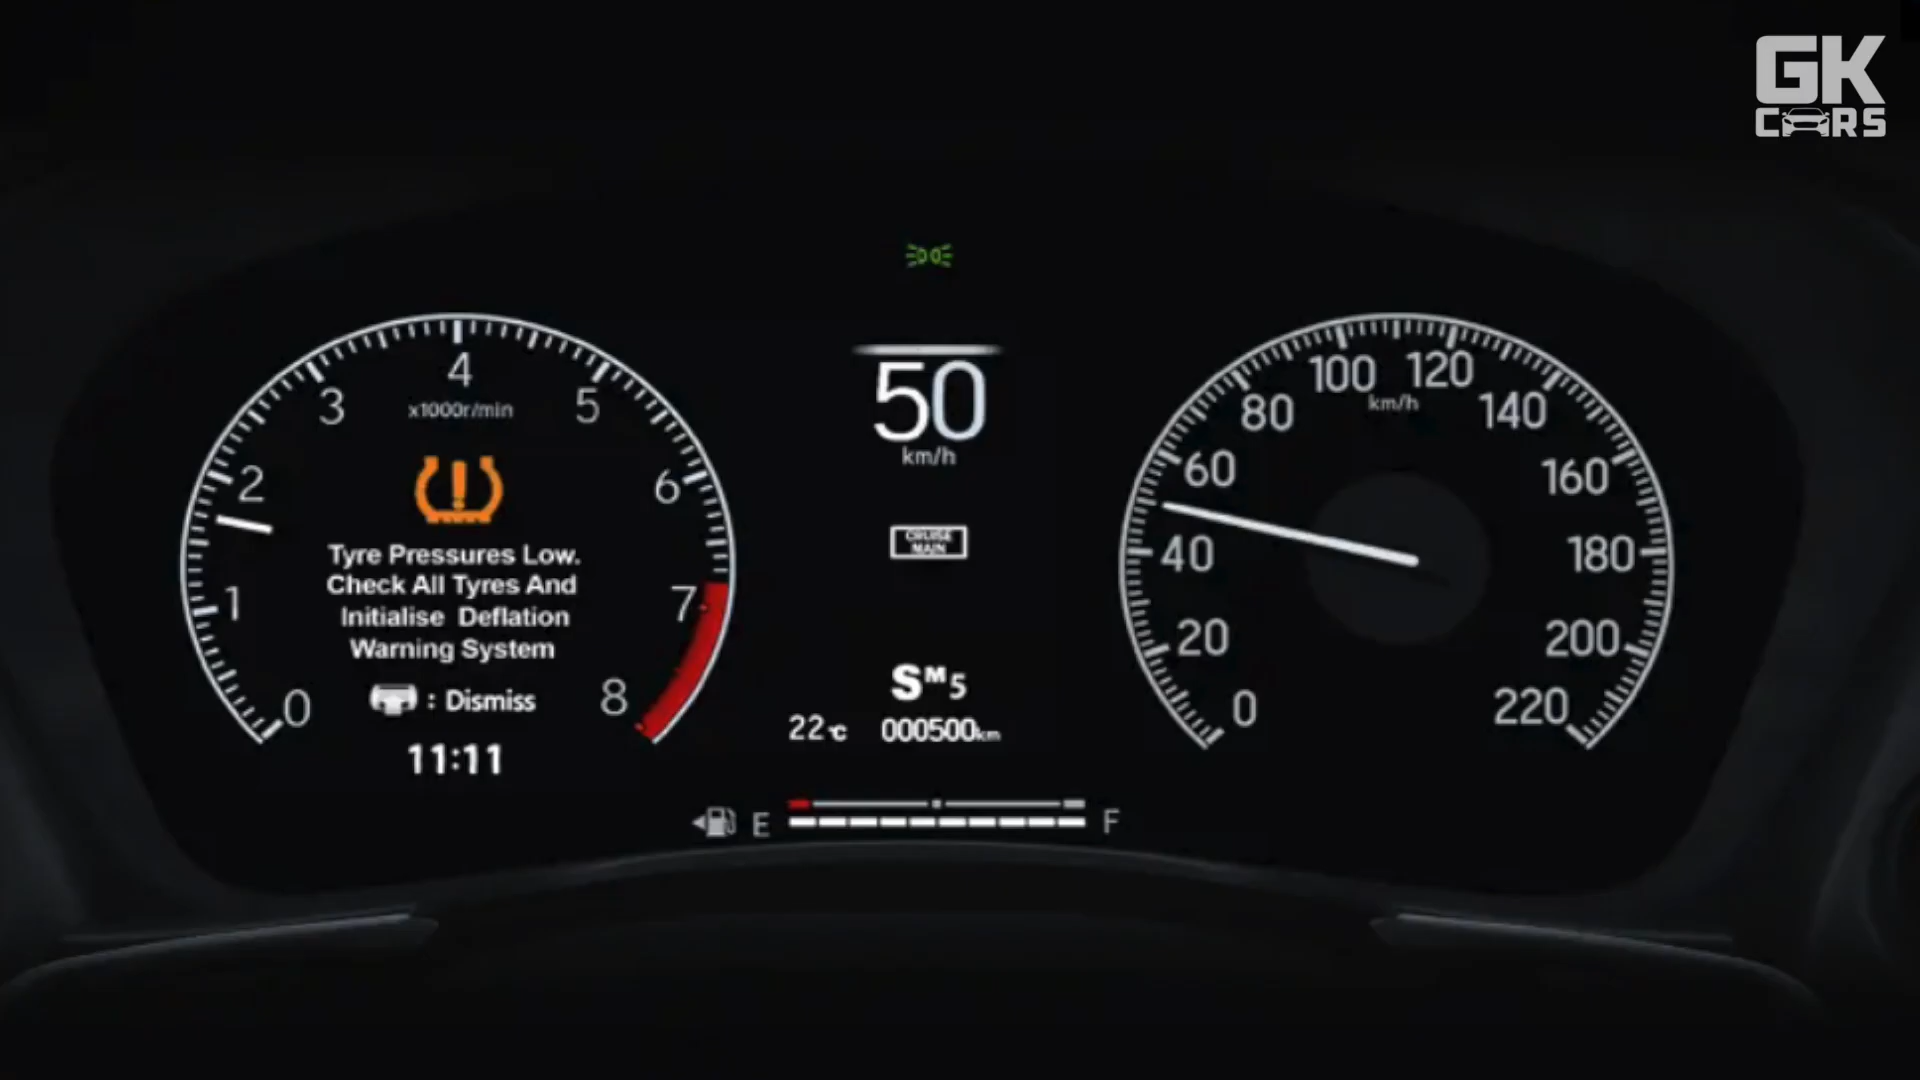 GK
CARS
50
km/h
4
3
5
x1000r/min
2
6
1
7
0
8
Tyre Pressures Low.
Check All Tyres And
Initialise Deflation
Warning System
: Dismiss
11:11
CRUISE
MAIN
S M 5
22°C 000500km
E F
100 120
km/h
80 140
60 160
40 180
20 200
0 220